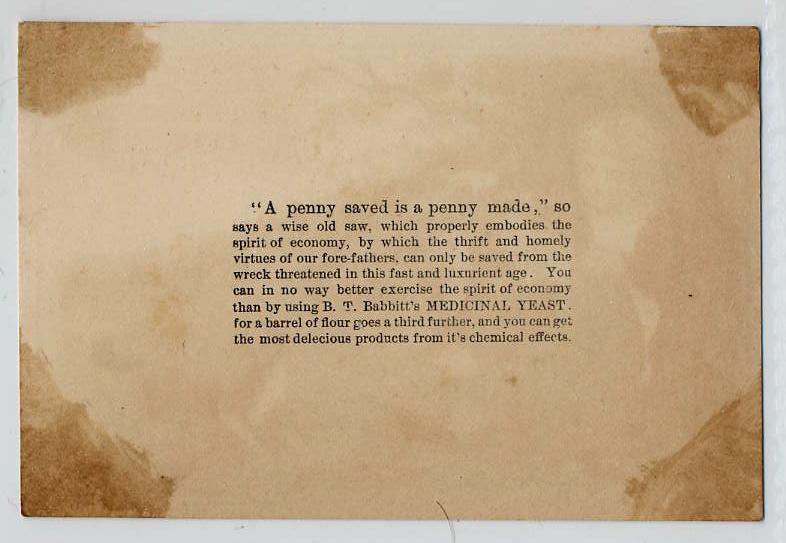 “A penny saved is a penny made,” so
says a wise old saw, which properly embodies the
spirit of economy, by which the thrift and homely
virtues of our fore-fathers, can only be saved from the
wreck threatened in this fast and luxurient age. You
can in no way better exercise the spirit of economy
than by using B. T. Babbitt's MEDICINAL YEAST.
for a barrel of flour goes a third further, and you can get
the most delecious products from it's chemical effects.